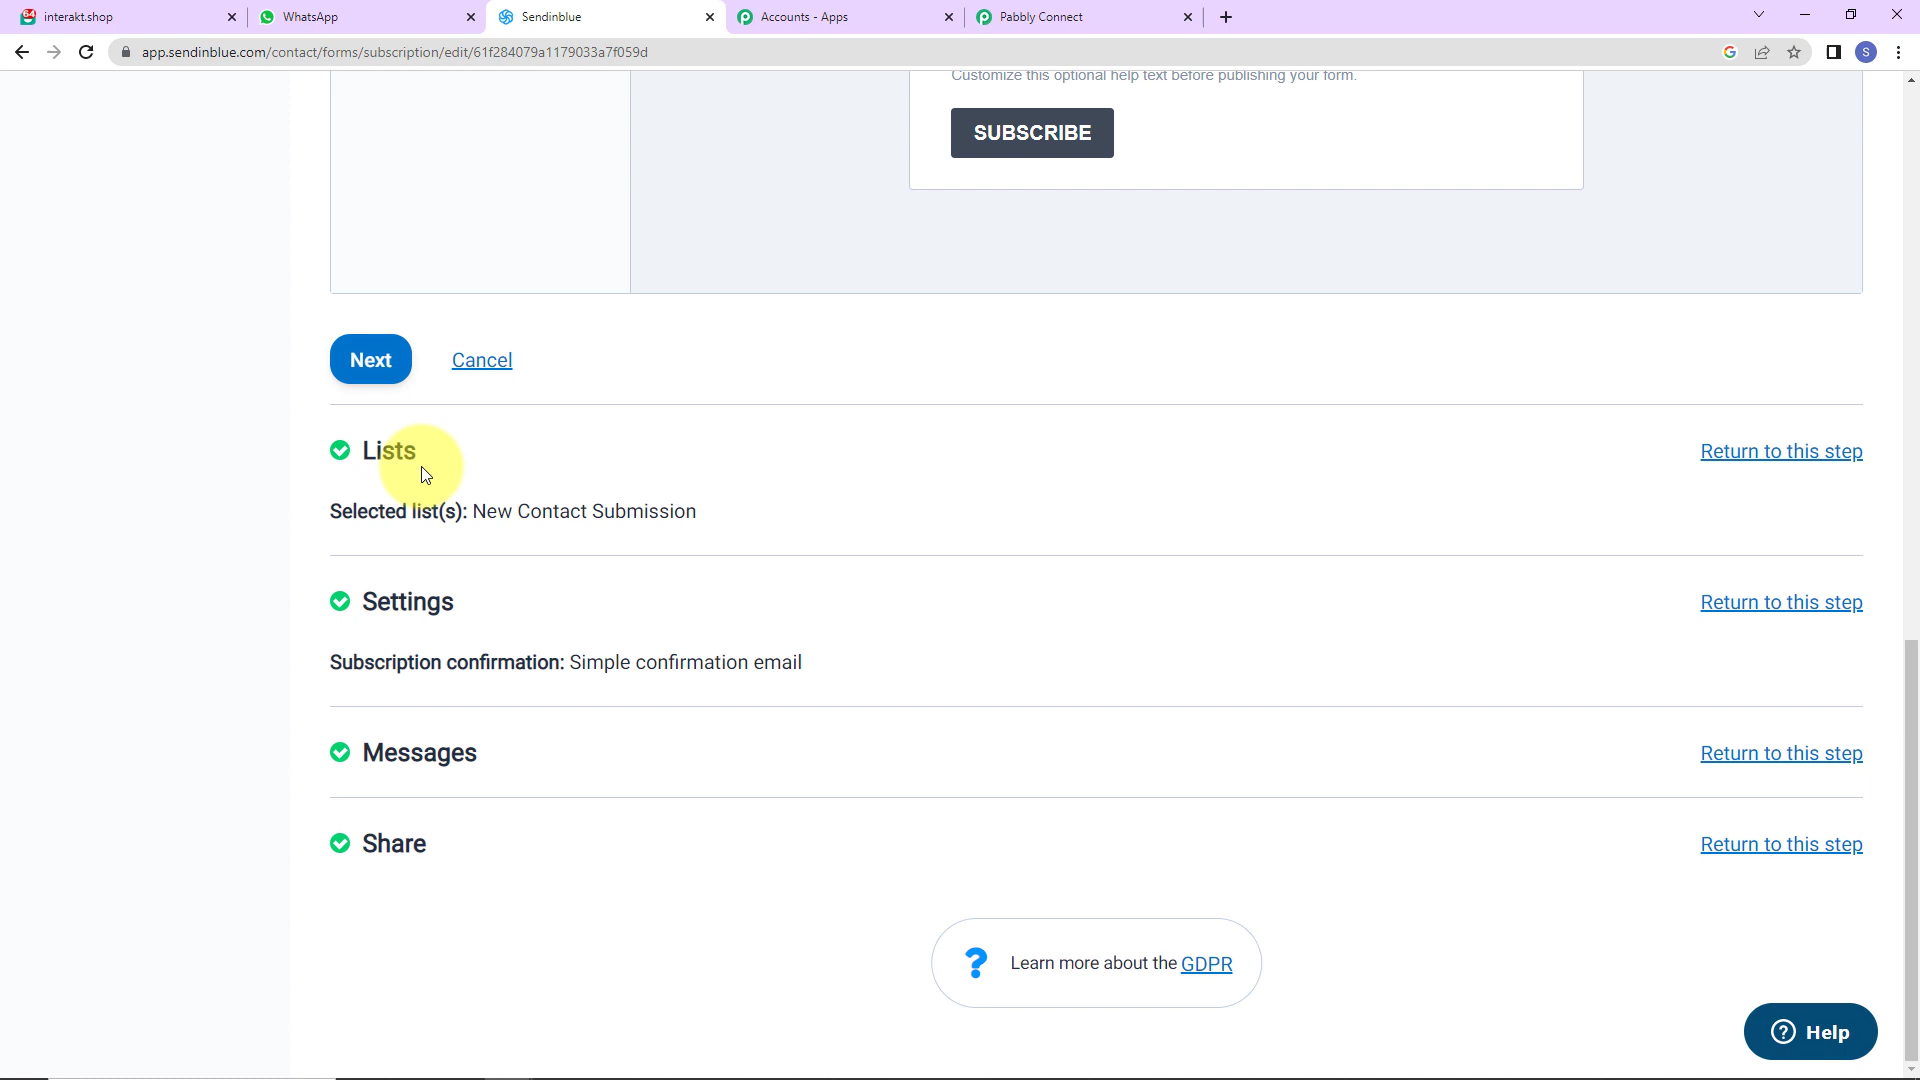 interakt.shop
WhatsApp
Sendinblue
Accounts - Apps
Pabbly Connect
app.sendinblue.com/contact/forms/subscription/edit/61f284079a1179033a7f059d
S
Customize this optional help text before publishing your form.
SUBSCRIBE
Next
Cancel
Lists
Return to this step
Selected list(s): New Contact Submission
Settings
Return to this step
Subscription confirmation: Simple confirmation email
Messages
Return to this step
Share
Return to this step
? Learn more about the GDPR
? Help